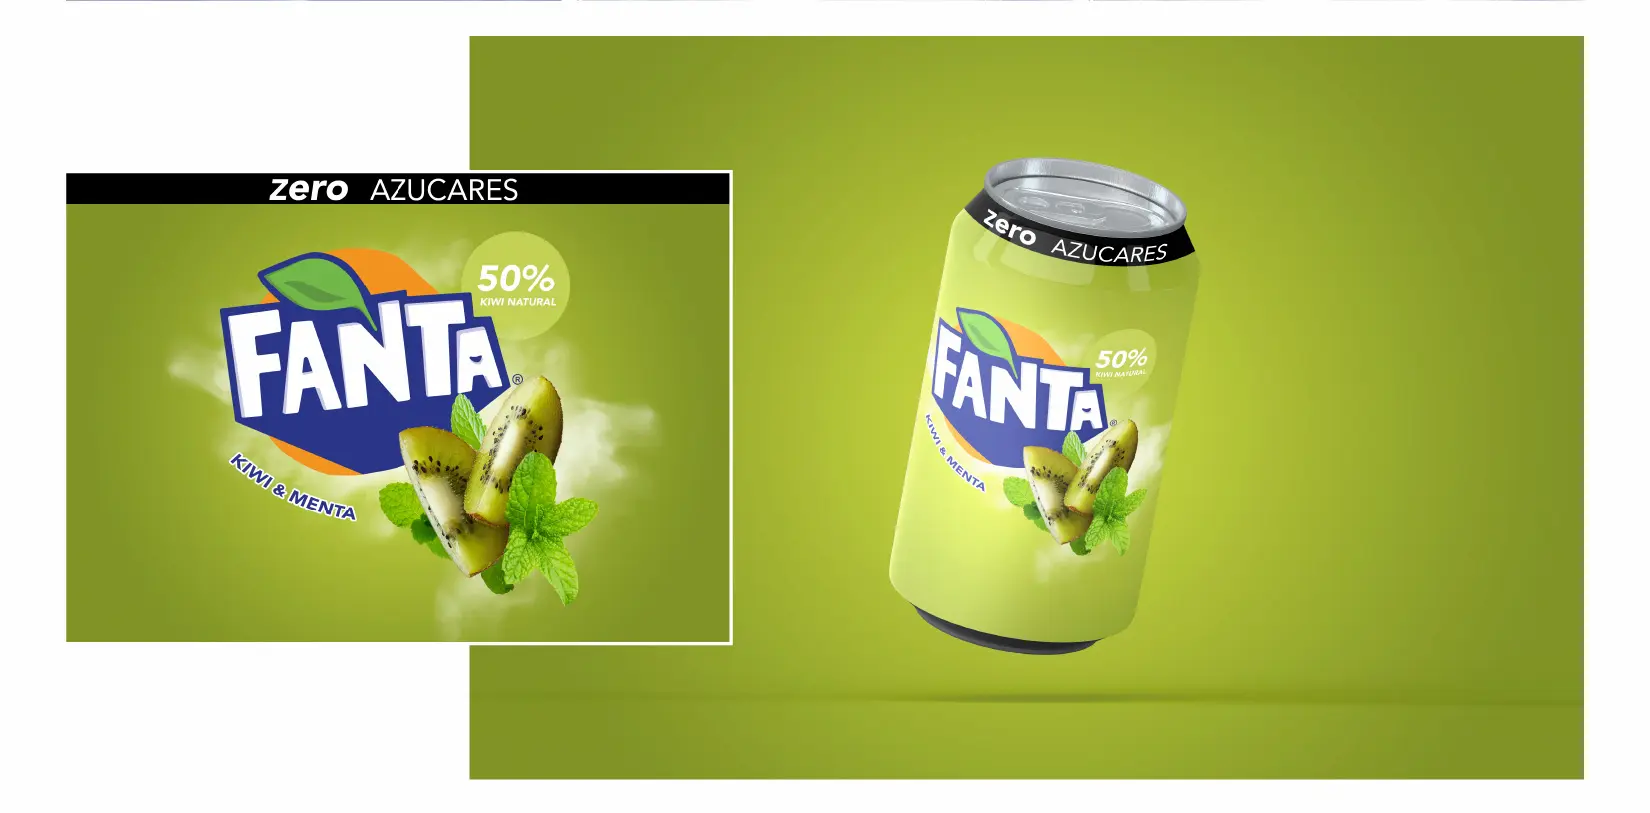 zero AZUCARES
50%
KIWI NATURAL
FANTA®
KIWI & MENTA
zero AZUCARES
50%
KIWI NATURAL
FANTA®
KIWI & MENTA